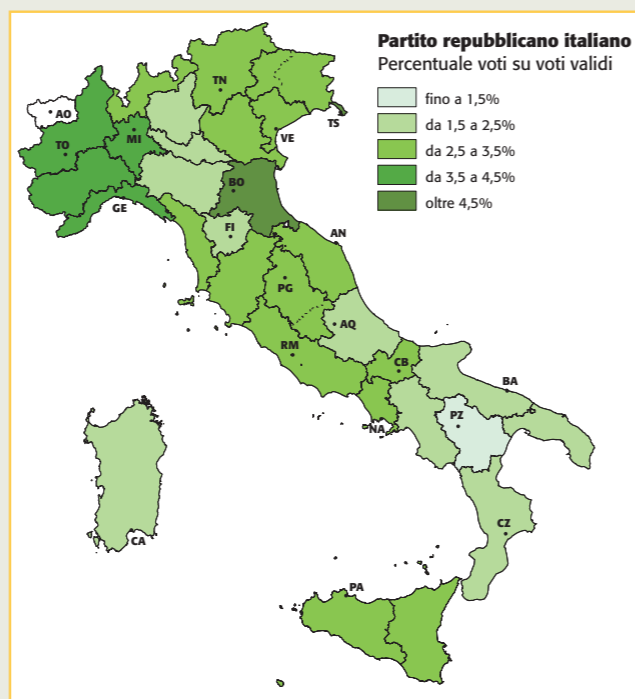 Partito repubblicano italiano
Percentuale voti su voti validi
fino a 1,5%
da 1,5 a 2,5%
da 2,5 a 3,5%
da 3,5 a 4,5%
oltre 4,5%
TN
AO
TS
MI
VE
TO
BO
GE
FI
AN
PG
AQ
RM
CB
BA
PZ
NA
CZ
CA
PA